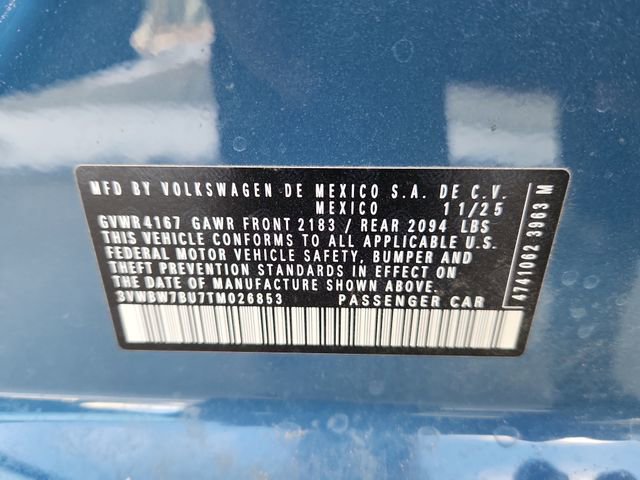 MFD BY VOLKSWAGEN DE MEXICO S.A. DE C.V.
MEXICO 11/25
GVWR 4167 GAWR FRONT 2183 / REAR 2094 LBS
THIS VEHICLE CONFORMS TO ALL APPLICABLE U.S.
FEDERAL MOTOR VEHICLE SAFETY, BUMPER AND
THEFT PREVENTION STANDARDS IN EFFECT ON
THE DATE OF MANUFACTURE SHOWN ABOVE.
3VWBW7BU7TM026853 PASSENGER CAR
4741062 3963 M